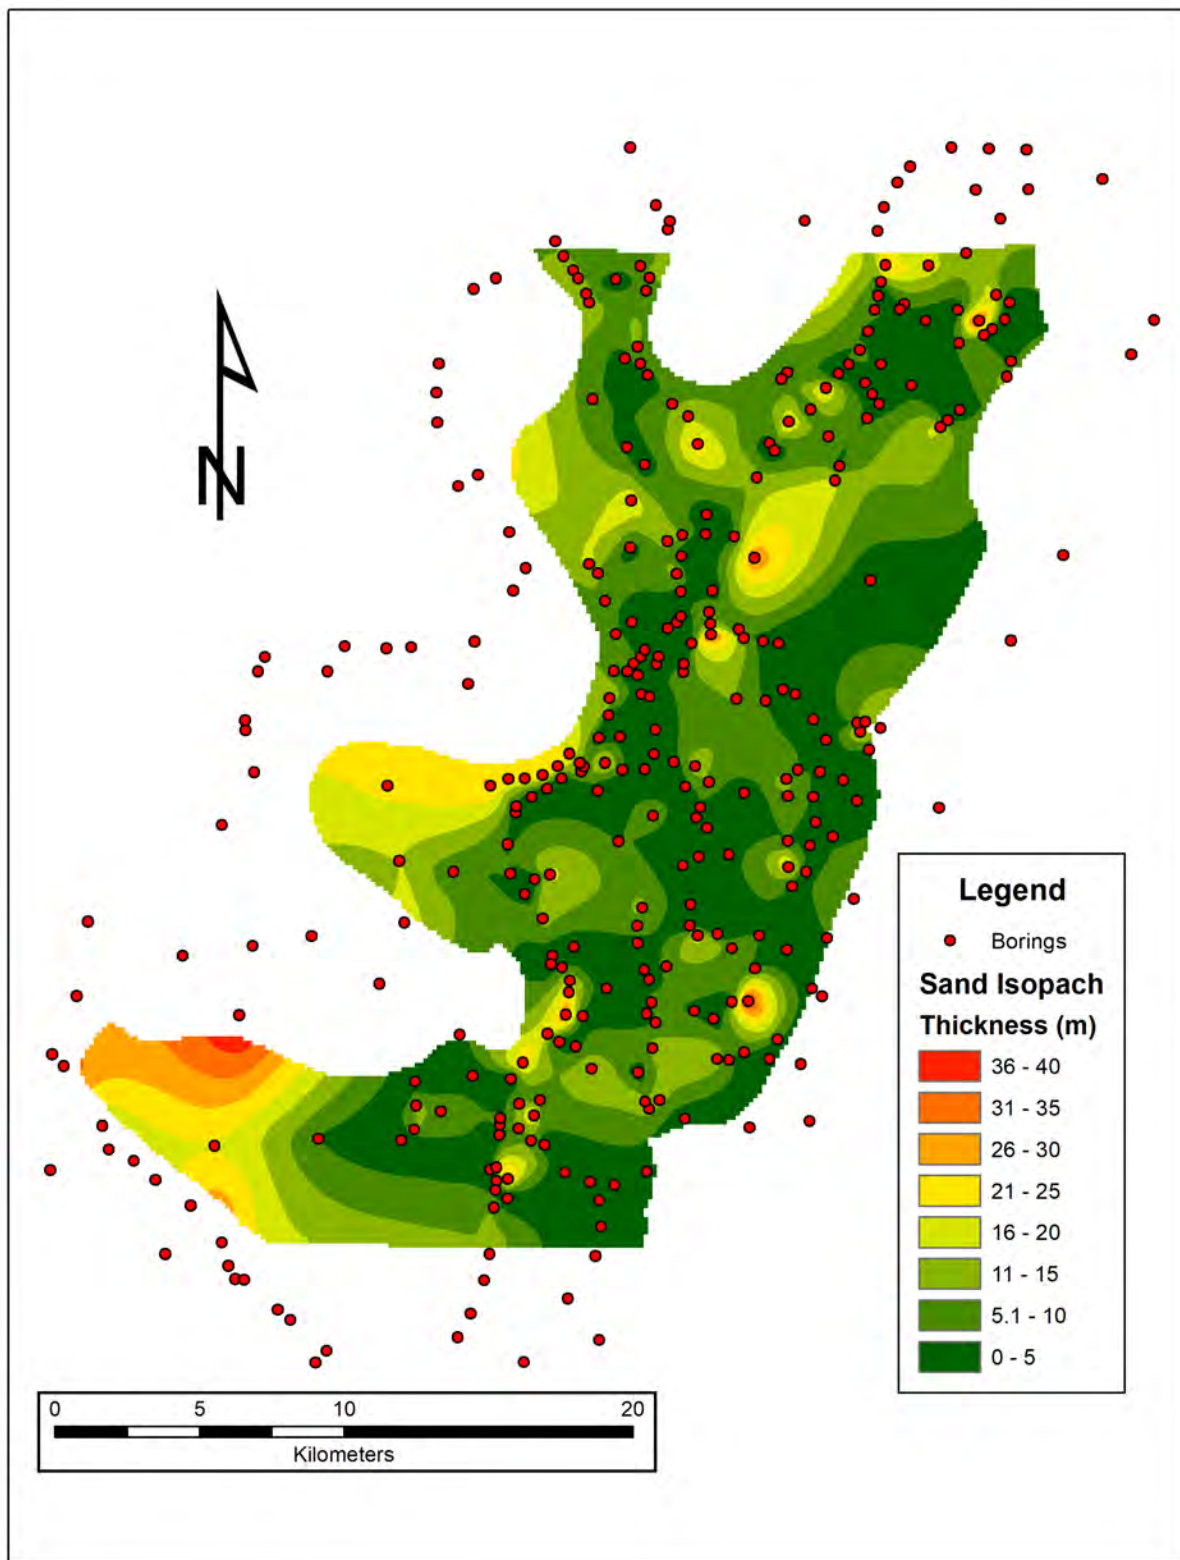 N
Legend
Borings
Sand Isopach
Thickness (m)
36 - 40
31 - 35
26 - 30
21 - 25
16 - 20
11 - 15
5.1 - 10
0 - 5
0 5 10 20
Kilometers